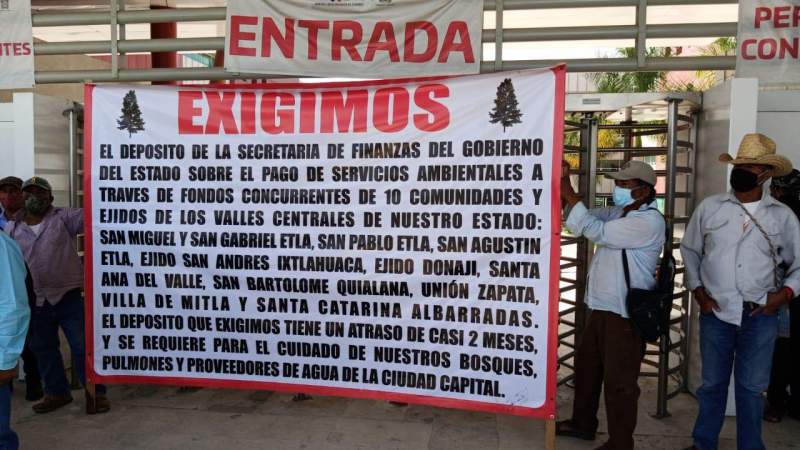 ENTRADA
NTES
PER
CON
EXIGIMOS
EL DEPOSITO DE LA SECRETARIA DE FINANZAS DEL GOBIERNO
DEL ESTADO SOBRE EL PAGO DE SERVICIOS AMBIENTALES A
TRAVES DE FONDOS CONCURRENTES DE 10 COMUNIDADES Y
EJIDOS DE LOS VALLES CENTRALES DE NUESTRO ESTADO:
SAN MIGUEL Y SAN GABRIEL ETLA, SAN PABLO ETLA, SAN AGUSTIN
ETLA, EJIDO SAN ANDRES IXTLAHUACA, EJIDO DONAJI, SANTA
ANA DEL VALLE, SAN BARTOLOME QUIALANA, UNIÓN ZAPATA,
VILLA DE MITLA Y SANTA CATARINA ALBARRADAS.
EL DEPOSITO QUE EXIGIMOS TIENE UN ATRASO DE CASI 2 MESES,
Y SE REQUIERE PARA EL CUIDADO DE NUESTROS BOSQUES,
PULMONES Y PROVEEDORES DE AGUA DE LA CIUDAD CAPITAL.